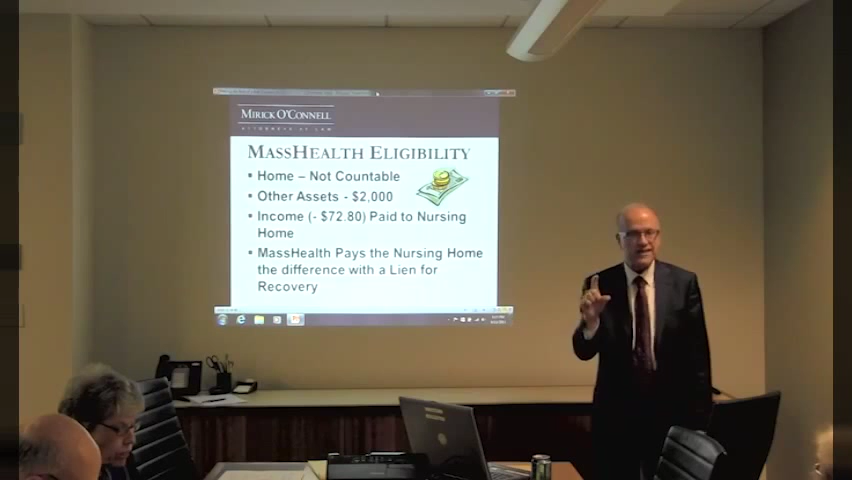 MIRICK O'CONNELL
ATTORNEYS AT LAW
MASSHEALTH ELIGIBILITY
▪ Home – Not Countable
▪ Other Assets - $2,000
▪ Income (- $72.80) Paid to Nursing
Home
▪ MassHealth Pays the Nursing Home
the difference with a Lien for
Recovery